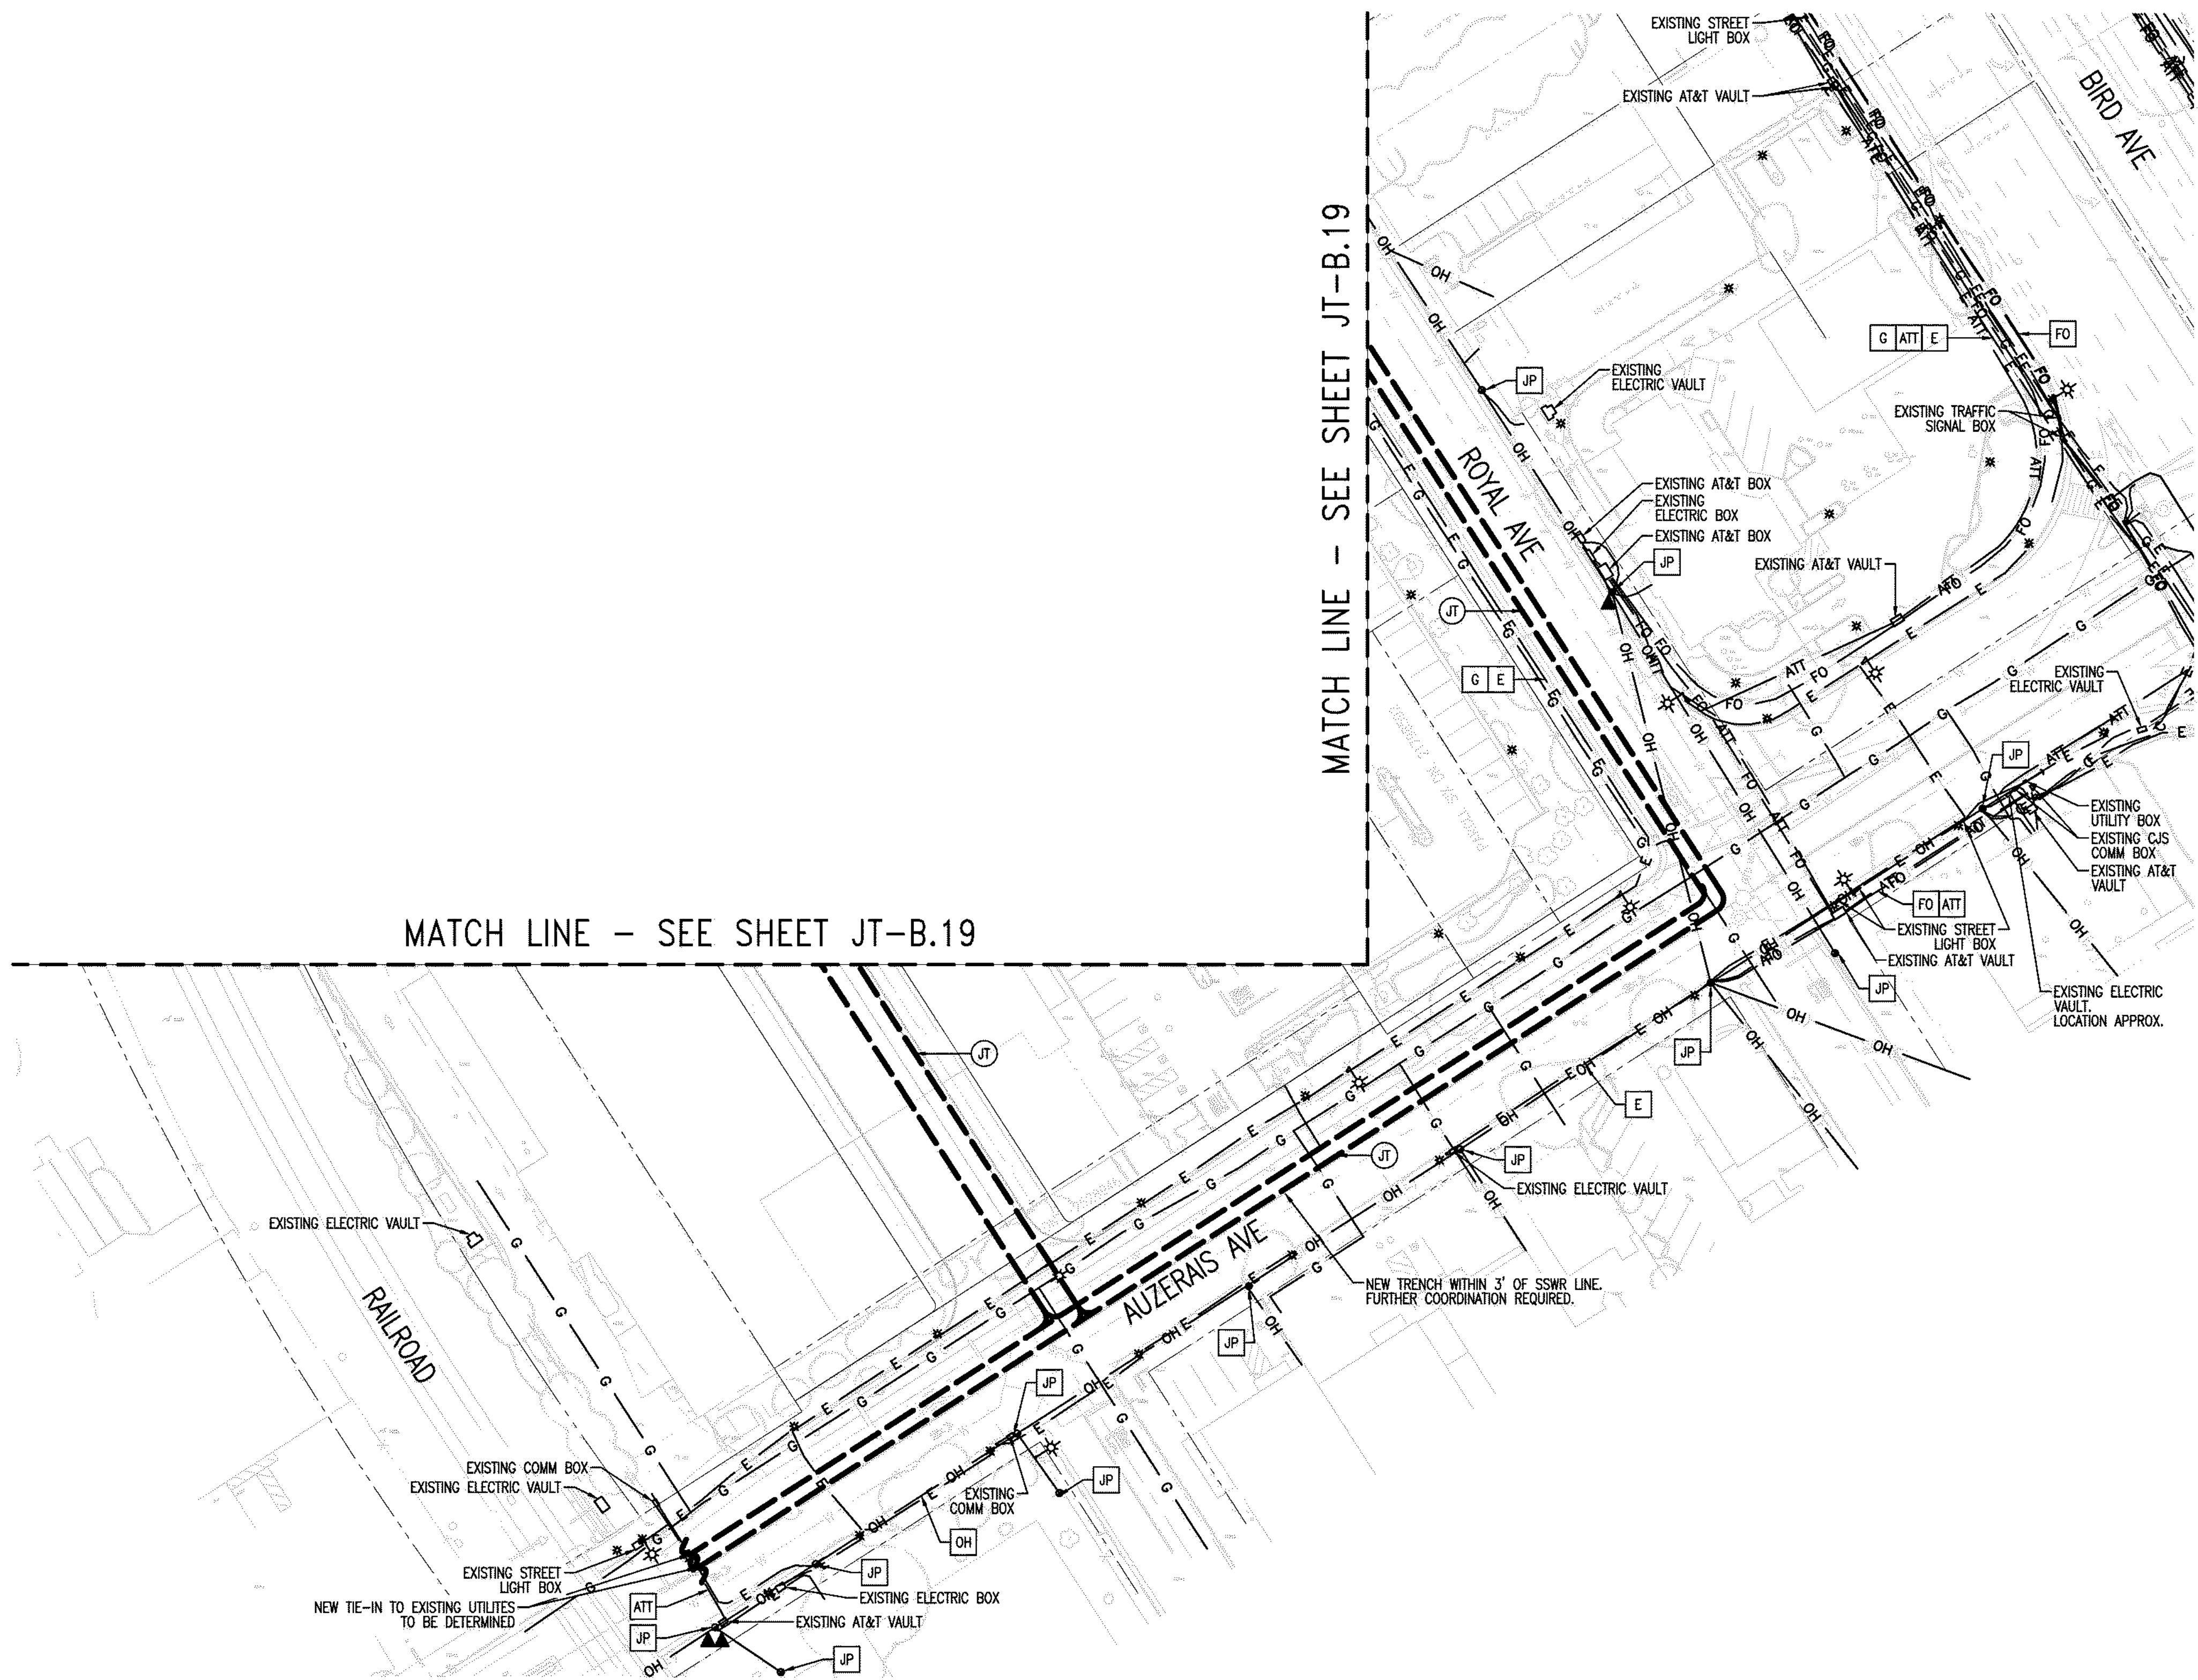 EXISTING STREET
LIGHT BOX
EXISTING AT&T VAULT
BIRD AVE
MATCH LINE - SEE SHEET JT-B.19
G ATT E
FO
JP
EXISTING
ELECTRIC VAULT
EXISTING TRAFFIC
SIGNAL BOX
ROYAL AVE
EXISTING AT&T BOX
EXISTING
ELECTRIC BOX
EXISTING AT&T BOX
JP
EXISTING AT&T VAULT
JT
G E
EXISTING
ELECTRIC VAULT
JP
EXISTING
UTILITY BOX
EXISTING CJS
COMM BOX
EXISTING AT&T
VAULT
FO ATT
EXISTING STREET
LIGHT BOX
EXISTING AT&T VAULT
JP
EXISTING ELECTRIC
VAULT.
LOCATION APPROX.
MATCH LINE - SEE SHEET JT-B.19
JT
JP
E
JT
JP
EXISTING ELECTRIC VAULT
EXISTING ELECTRIC VAULT
AUZERAIS AVE
NEW TRENCH WITHIN 3' OF SSWR LINE.
FURTHER COORDINATION REQUIRED.
RAILROAD
JP
JP
EXISTING COMM BOX
EXISTING ELECTRIC VAULT
JP
EXISTING
COMM BOX
OH
EXISTING STREET
LIGHT BOX
JP
NEW TIE-IN TO EXISTING UTILITES
TO BE DETERMINED
ATT
EXISTING ELECTRIC BOX
EXISTING AT&T VAULT
JP
JP